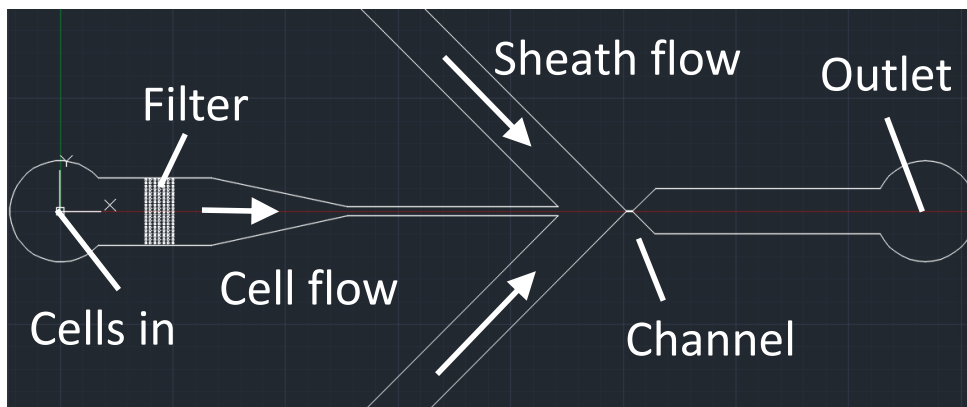 Sheath flow
Outlet
Filter
Y
X
Cell flow
Cells in
Channel